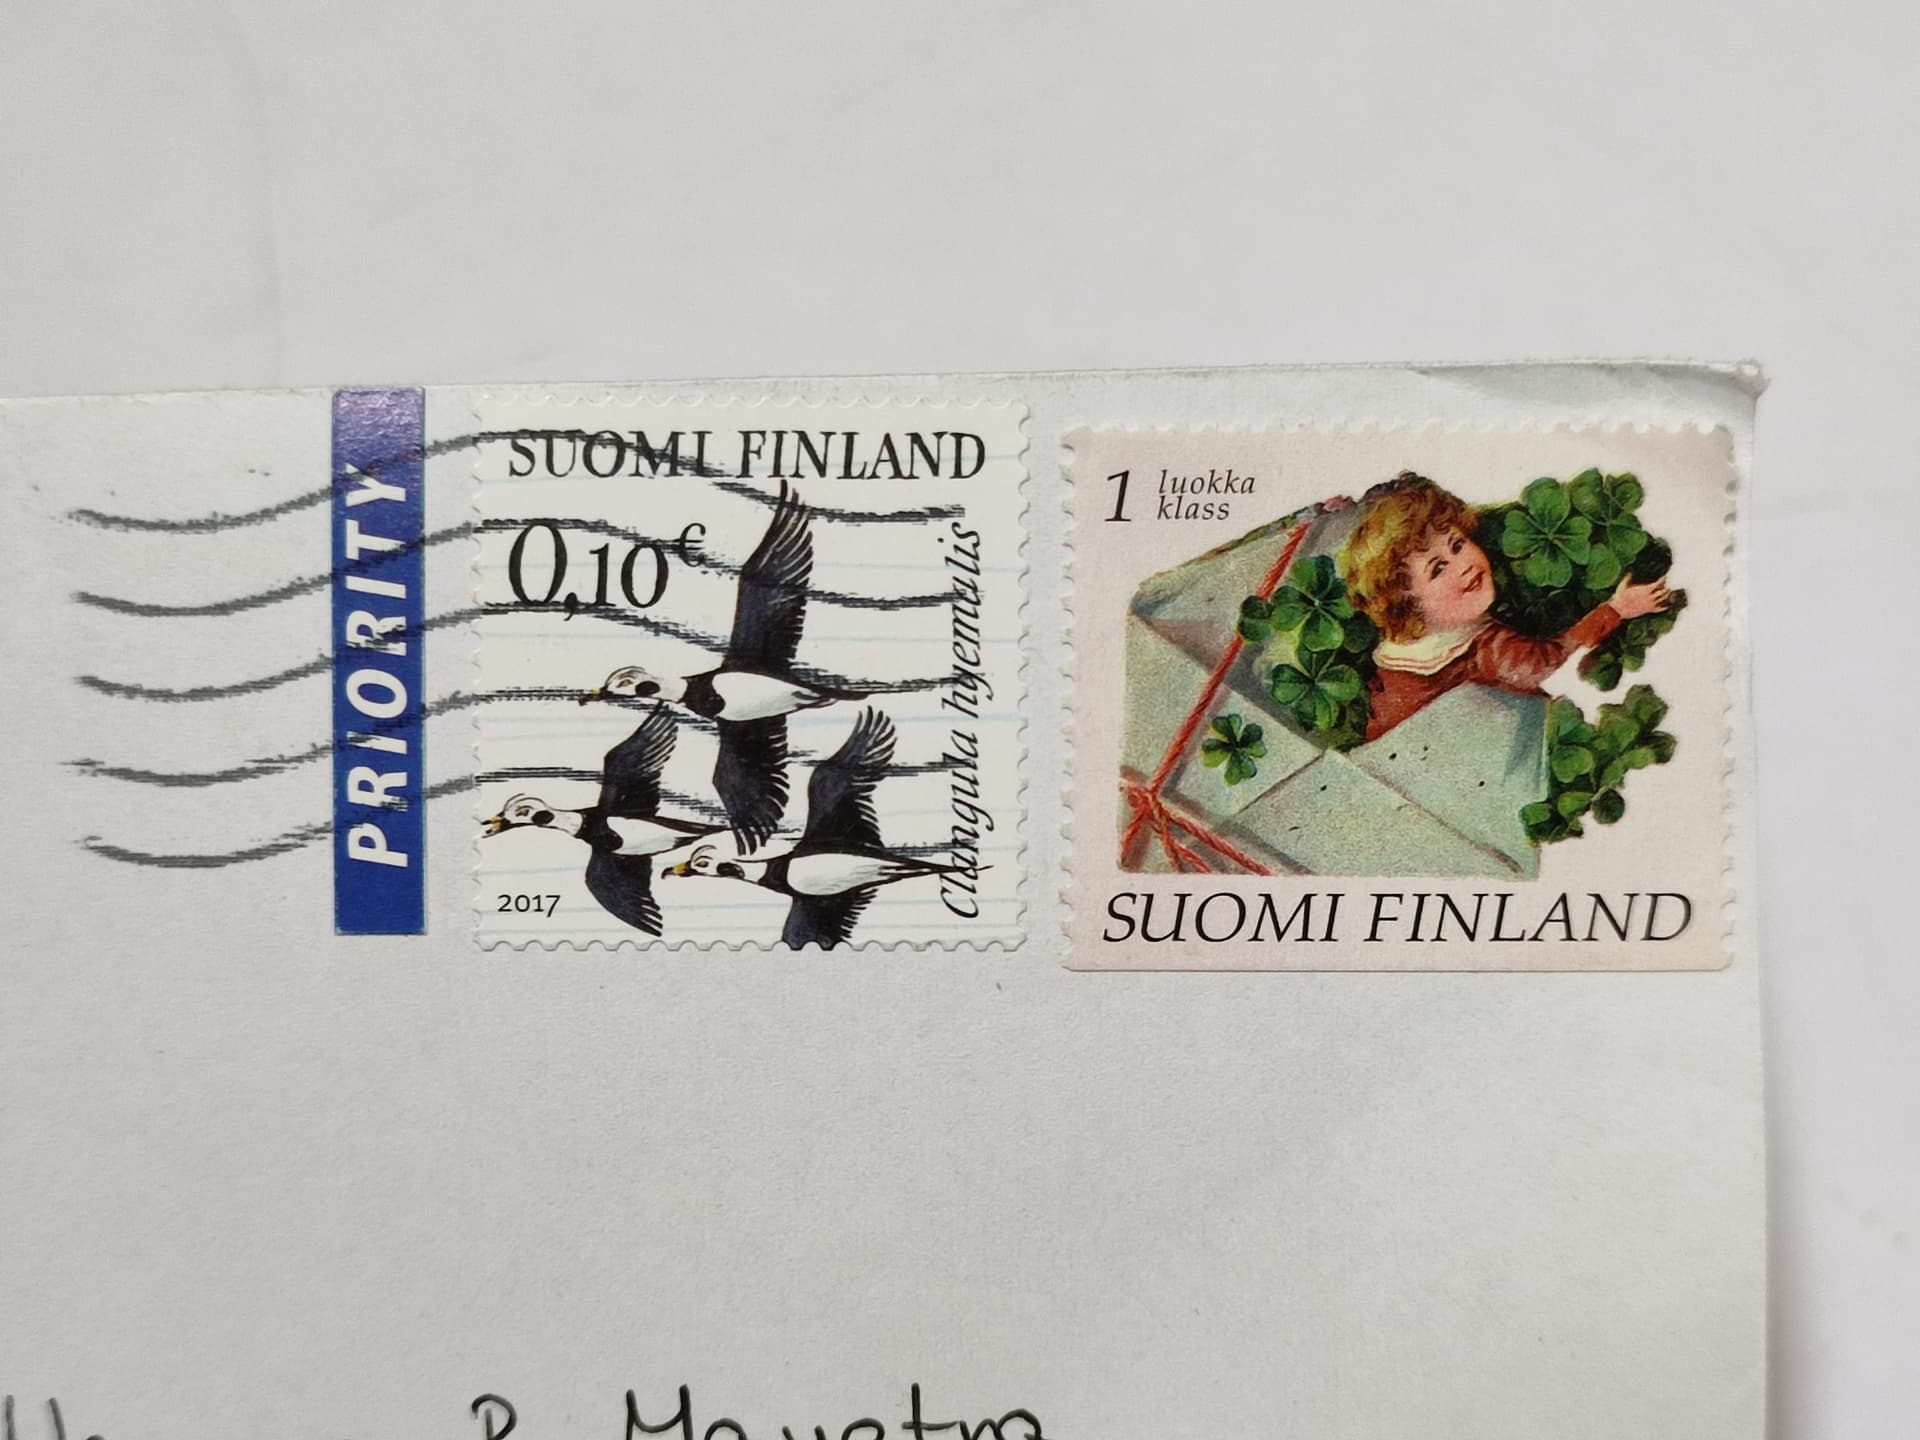 PRIORITY
SUOMI FINLAND
0,10€
Clangula hyemalis
2017
1 luokka
klass
SUOMI FINLAND